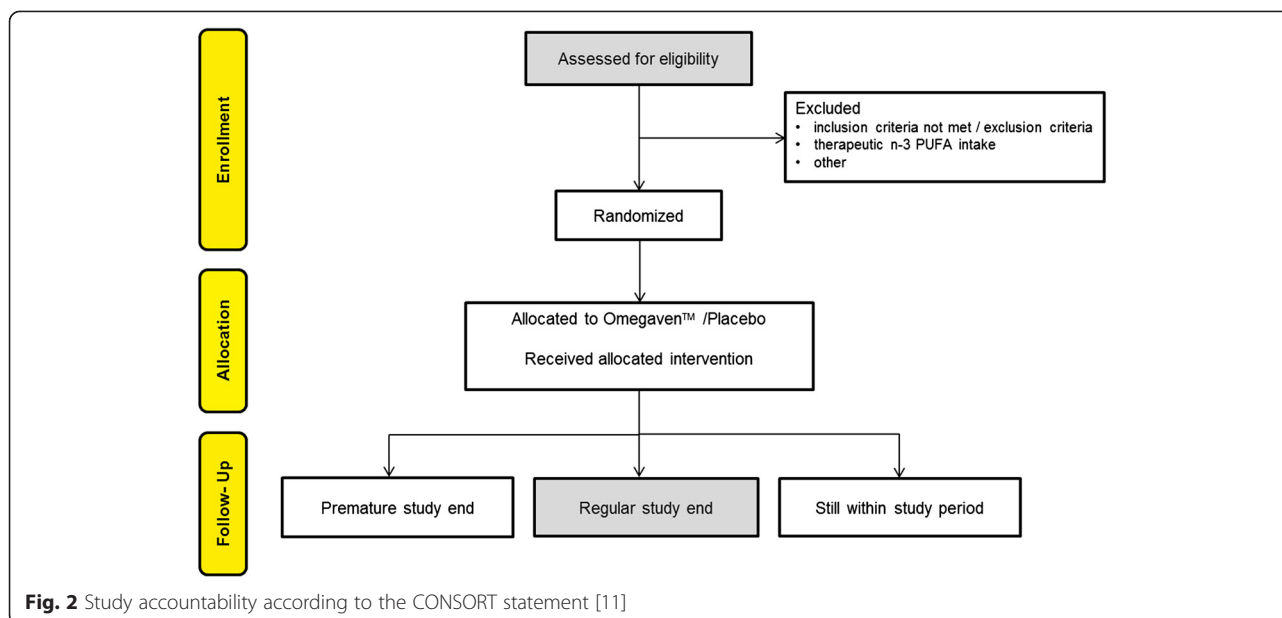 Enrollment
Assessed for eligibility
Excluded
• inclusion criteria not met / exclusion criteria
• therapeutic n-3 PUFA intake
• other
Randomized
Allocation
Allocated to Omegaven™ /Placebo
Received allocated intervention
Follow- Up
Premature study end
Regular study end
Still within study period
Fig. 2 Study accountability according to the CONSORT statement [11]